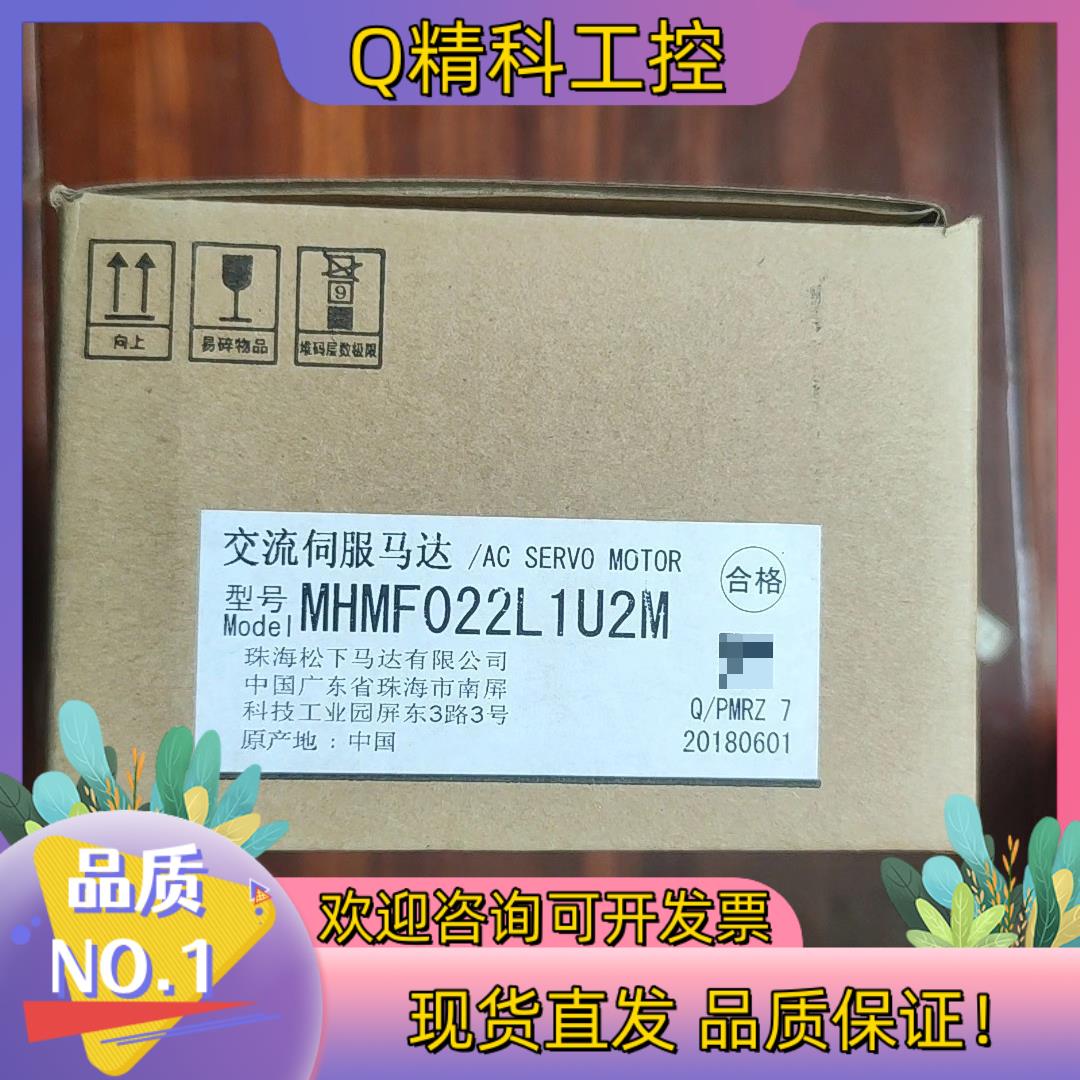 Q精科工控
9
向上
易碎物品
堆码层数极限
交流伺服马达 /AC SERVO MOTOR
合格
型号
Model MHMF022L1U2M
珠海松下马达有限公司
中国广东省珠海市南屏
科技工业园屏东3路3号
Q/PMRZ 7
原产地：中国
20180601
品质
NO.1
欢迎咨询可开发票
现货直发 品质保证！